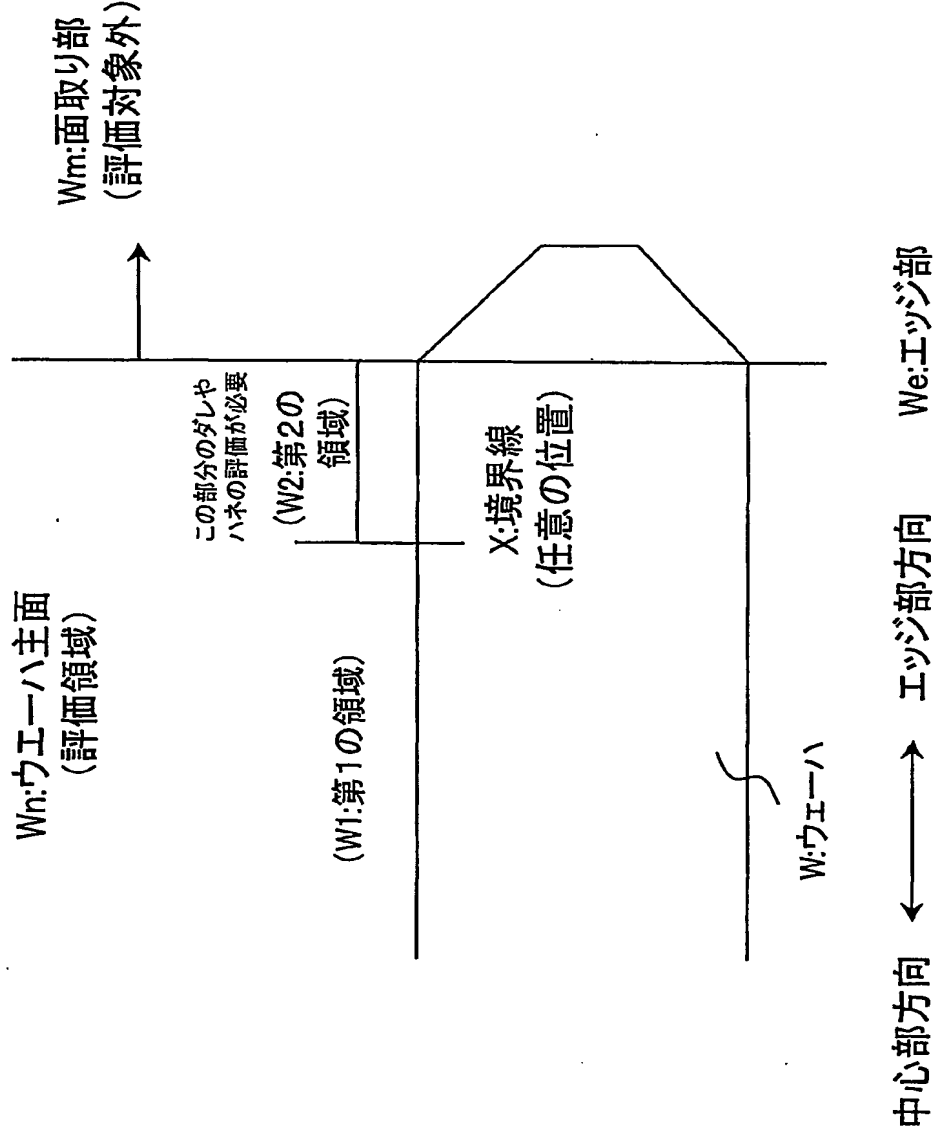 Wn:ウエーハ主面
(評価領域)
Wm:面取り部
(評価対象外)
この部分のダレや
ハネの評価が必要
(W2:第2の
領域)
(W1:第1の領域)
X:境界線
(任意の位置)
W:ウェーハ
中心部方向
エッジ部方向
We:エッジ部